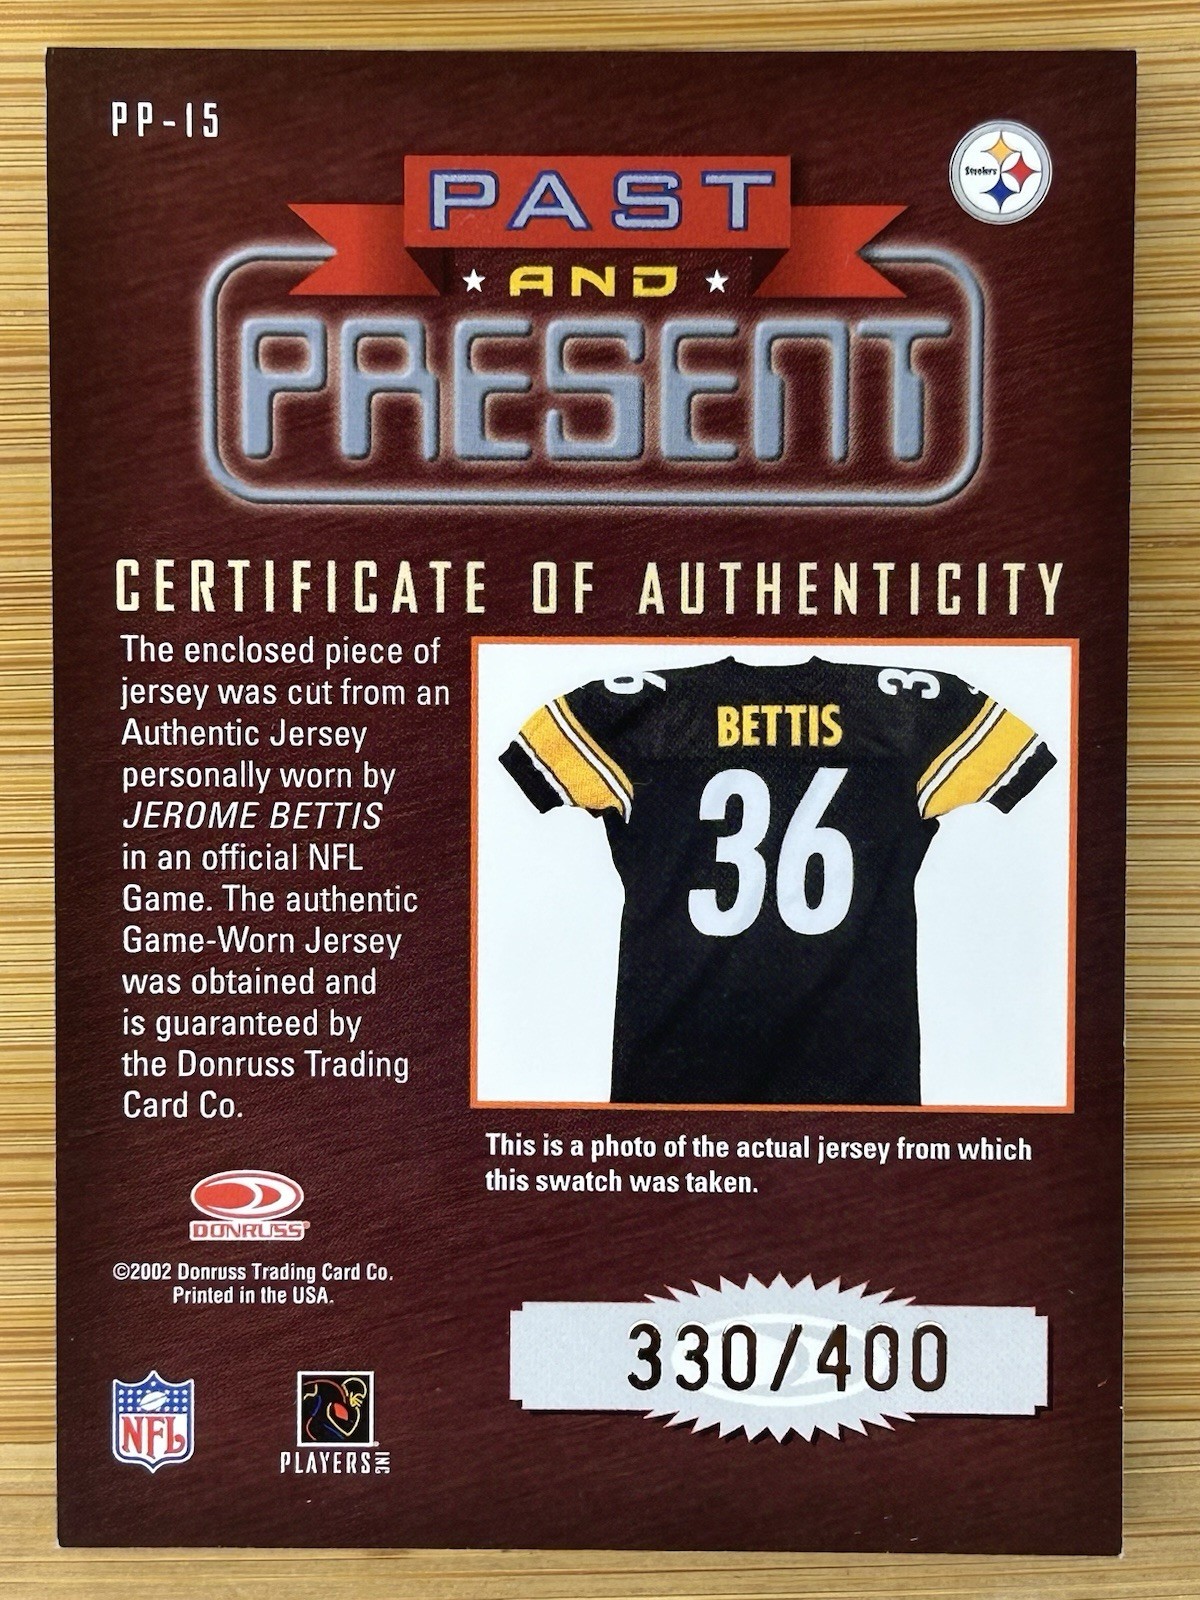 PP-15
Steelers
PAST
AND
PRESENT
CERTIFICATE OF AUTHENTICITY
The enclosed piece of
jersey was cut from an
Authentic Jersey
personally worn by
JEROME BETTIS
in an official NFL
Game. The authentic
Game-Worn Jersey
was obtained and
is guaranteed by
the Donruss Trading
Card Co.
36
36
BETTIS
36
This is a photo of the actual jersey from which
this swatch was taken.
DONRUSS®
©2002 Donruss Trading Card Co.
Printed in the USA.
330/400
NFL
PLAYERS INC